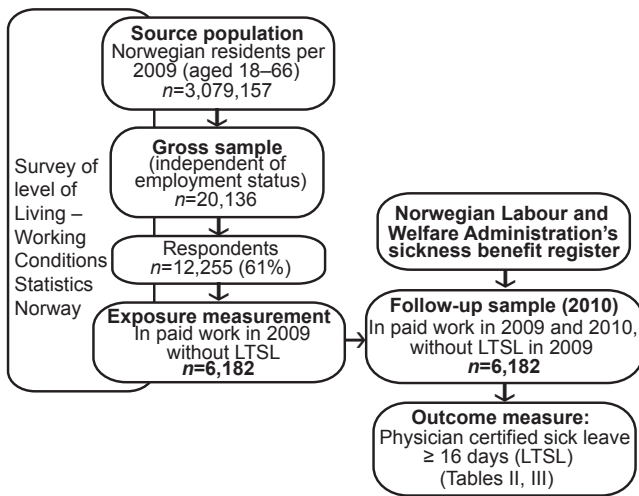 Source population
Norwegian residents per
2009 (aged 18–66)
n=3,079,157
Gross sample
(independent of
employment status)
n=20,136
Survey of
level of
Living –
Working
Conditions
Statistics
Norway
Respondents
n=12,255 (61%)
Exposure measurement
In paid work in 2009
without LTSL
n=6,182
Norwegian Labour and
Welfare Administration’s
sickness benefit register
Follow-up sample (2010)
In paid work in 2009 and 2010,
without LTSL in 2009
n=6,182
Outcome measure:
Physician certified sick leave
≥ 16 days (LTSL)
(Tables II, III)